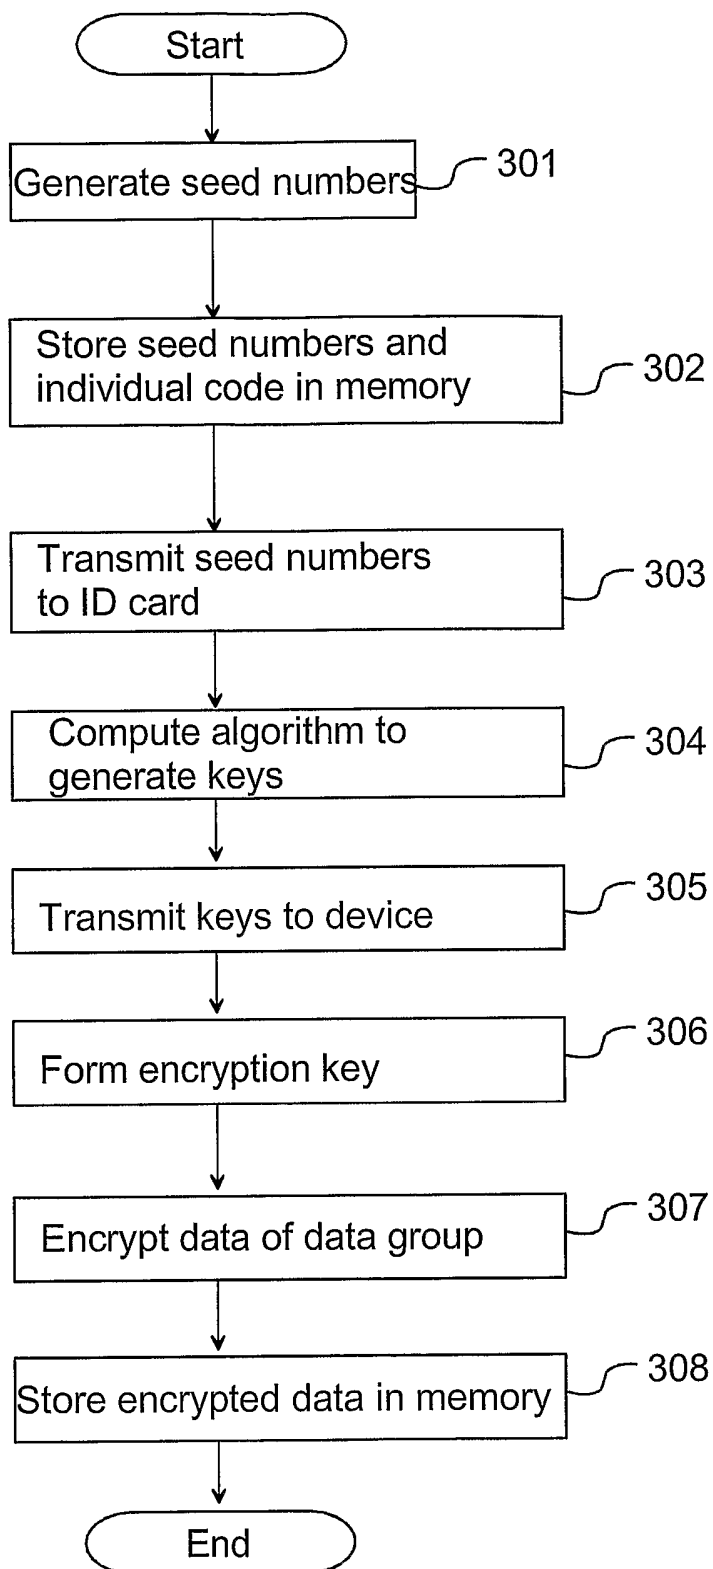 Start
Generate seed numbers
301
Store seed numbers and
individual code in memory
302
Transmit seed numbers
to ID card
303
Compute algorithm to
generate keys
304
Transmit keys to device
305
Form encryption key
306
Encrypt data of data group
307
Store encrypted data in memory
308
End